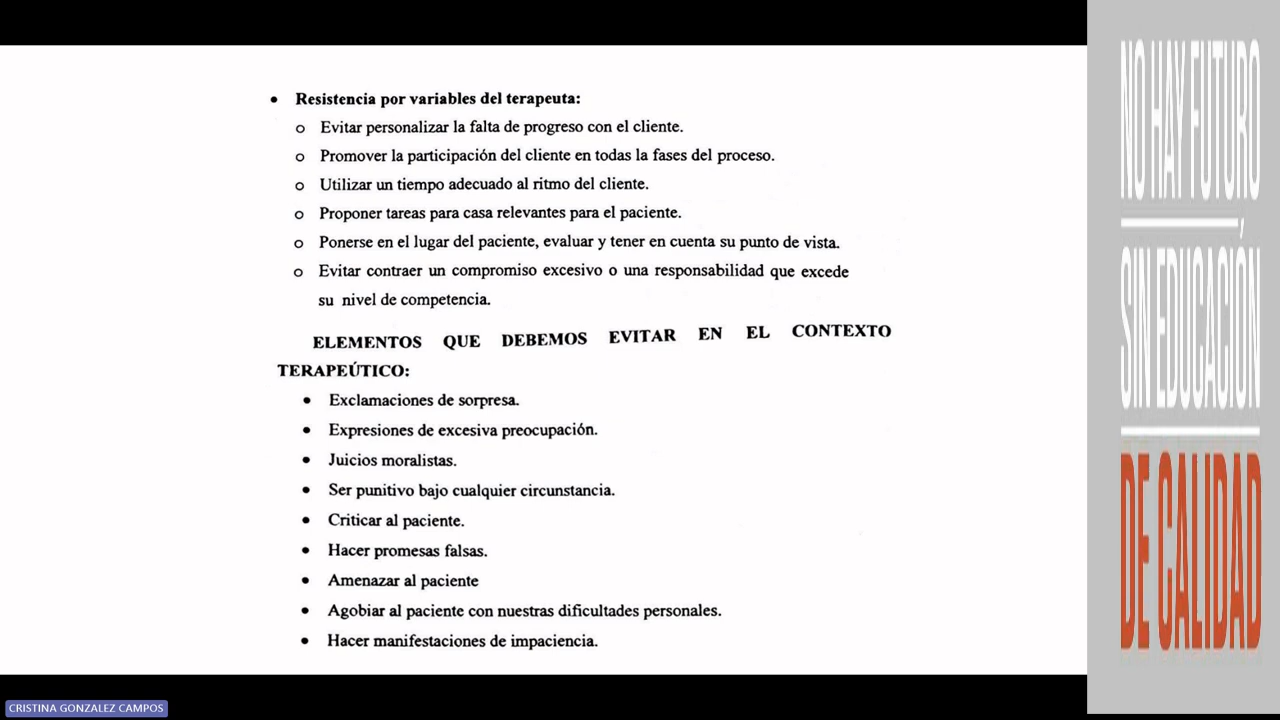 • Resistencia por variables del terapeuta:
o Evitar personalizar la falta de progreso con el cliente.
o Promover la participación del cliente en todas la fases del proceso.
o Utilizar un tiempo adecuado al ritmo del cliente.
o Proponer tareas para casa relevantes para el paciente.
o Ponerse en el lugar del paciente, evaluar y tener en cuenta su punto de vista.
o Evitar contraer un compromiso excesivo o una responsabilidad que excede
su nivel de competencia.
ELEMENTOS QUE DEBEMOS EVITAR EN EL CONTEXTO
TERAPEÚTICO:
• Exclamaciones de sorpresa.
• Expresiones de excesiva preocupación.
• Juicios moralistas.
• Ser punitivo bajo cualquier circunstancia.
• Criticar al paciente.
• Hacer promesas falsas.
• Amenazar al paciente
• Agobiar al paciente con nuestras dificultades personales.
• Hacer manifestaciones de impaciencia.
NO HAY FUTURO
SIN EDUCACIÓN
DE CALIDAD
CRISTINA GONZALEZ CAMPOS